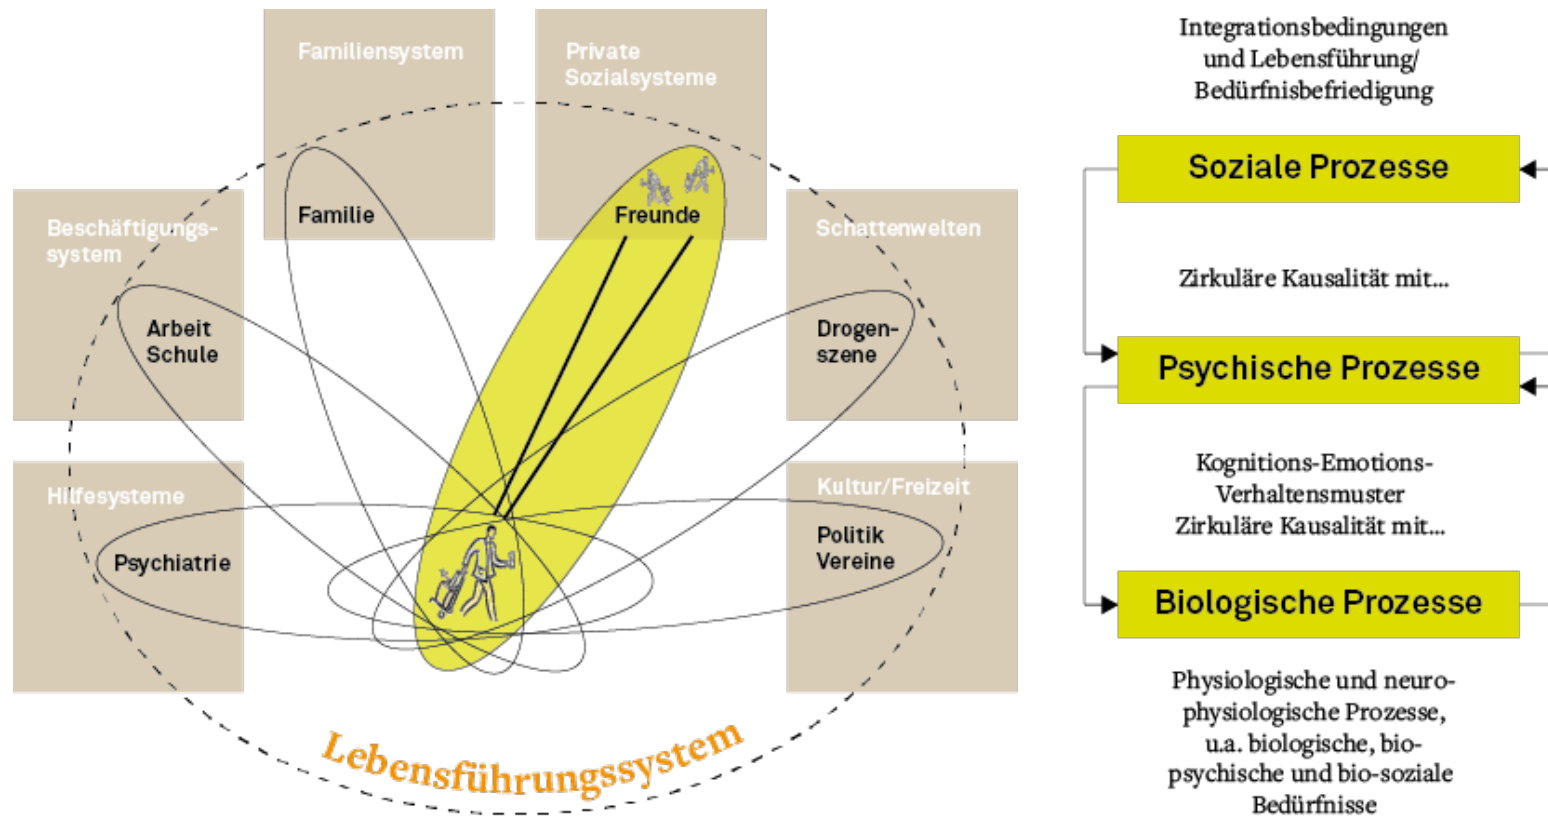 Familiensystem
Private
Sozialsysteme
Familie
Freunde
Beschäftigungs-
system
Schattenwelten
Arbeit
Schule
Drogen-
szene
Hilfesysteme
Kultur/Freizeit
Psychiatrie
Politik
Vereine
Lebensführungssystem
Integrationsbedingungen
und Lebensführung/
Bedürfnisbefriedigung
Soziale Prozesse
Zirkuläre Kausalität mit...
Psychische Prozesse
Kognitions-Emotions-
Verhaltensmuster
Zirkuläre Kausalität mit...
Biologische Prozesse
Physiologische und neuro-
physiologische Prozesse,
u.a. biologische, bio-
psychische und bio-soziale
Bedürfnisse